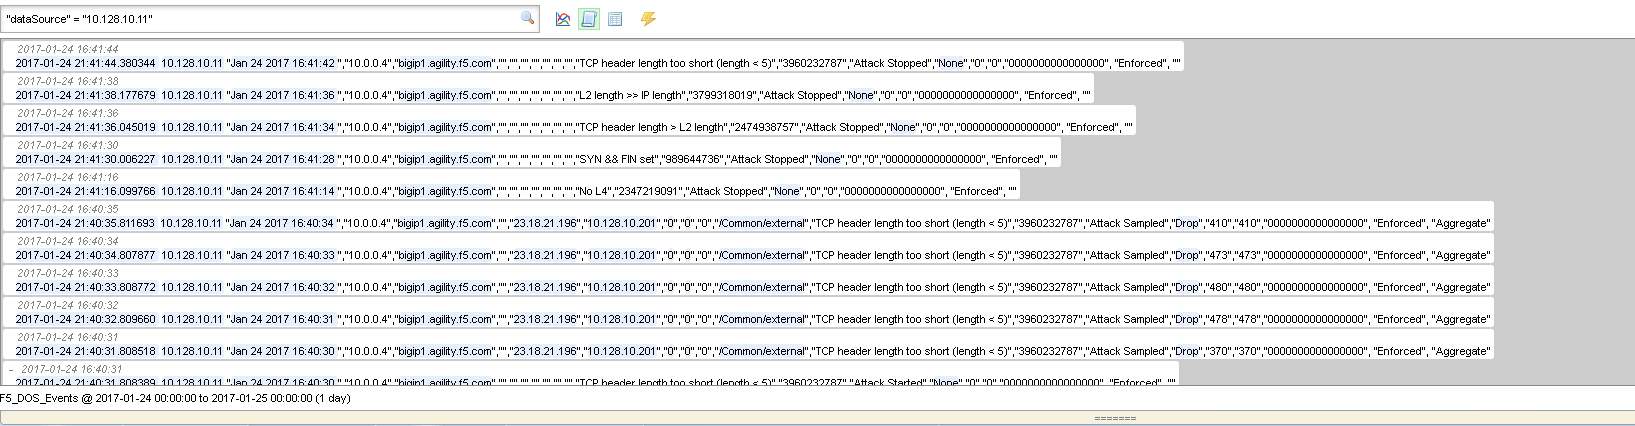 "dataSource" = "10.128.10.11"
2017-01-24 16:41:44
2017-01-24 21:41:44.380344 10.128.10.11 "Jan 24 2017 16:41:42","10.0.0.4","bigip1.agility.f5.com","","","","","","","","TCP header length too short (length < 5)","3960232787","Attack Stopped","None","0","0","0000000000000000", "Enforced", ""
2017-01-24 16:41:38
2017-01-24 21:41:38.177679 10.128.10.11 "Jan 24 2017 16:41:36","10.0.0.4","bigip1.agility.f5.com","","","","","","","","L2 length >> IP length","3799318019","Attack Stopped","None","0","0","0000000000000000", "Enforced", ""
2017-01-24 16:41:36
2017-01-24 21:41:36.045019 10.128.10.11 "Jan 24 2017 16:41:34","10.0.0.4","bigip1.agility.f5.com","","","","","","","","TCP header length > L2 length","2474938757","Attack Stopped","None","0","0","0000000000000000", "Enforced", ""
2017-01-24 16:41:30
2017-01-24 21:41:30.006227 10.128.10.11 "Jan 24 2017 16:41:28","10.0.0.4","bigip1.agility.f5.com","","","","","","","","SYN && FIN set","989644736","Attack Stopped","None","0","0","0000000000000000", "Enforced", ""
2017-01-24 16:41:16
2017-01-24 21:41:16.099766 10.128.10.11 "Jan 24 2017 16:41:14","10.0.0.4","bigip1.agility.f5.com","","","","","","","","No L4","2347219091","Attack Stopped","None","0","0","0000000000000000", "Enforced", ""
2017-01-24 16:40:35
2017-01-24 21:40:35.811693 10.128.10.11 "Jan 24 2017 16:40:34","10.0.0.4","bigip1.agility.f5.com","","23.18.21.196","10.128.10.201","0","0","0","/Common/external","TCP header length too short (length < 5)","3960232787","Attack Sampled","Drop","410","410","0000000000000000", "Enforced", "Aggregate"
2017-01-24 16:40:34
2017-01-24 21:40:34.807877 10.128.10.11 "Jan 24 2017 16:40:33","10.0.0.4","bigip1.agility.f5.com","","23.18.21.196","10.128.10.201","0","0","0","/Common/external","TCP header length too short (length < 5)","3960232787","Attack Sampled","Drop","473","473","0000000000000000", "Enforced", "Aggregate"
2017-01-24 16:40:33
2017-01-24 21:40:33.808772 10.128.10.11 "Jan 24 2017 16:40:32","10.0.0.4","bigip1.agility.f5.com","","23.18.21.196","10.128.10.201","0","0","0","/Common/external","TCP header length too short (length < 5)","3960232787","Attack Sampled","Drop","480","480","0000000000000000", "Enforced", "Aggregate"
2017-01-24 16:40:32
2017-01-24 21:40:32.809660 10.128.10.11 "Jan 24 2017 16:40:31","10.0.0.4","bigip1.agility.f5.com","","23.18.21.196","10.128.10.201","0","0","0","/Common/external","TCP header length too short (length < 5)","3960232787","Attack Sampled","Drop","478","478","0000000000000000", "Enforced", "Aggregate"
2017-01-24 16:40:31
2017-01-24 21:40:31.808518 10.128.10.11 "Jan 24 2017 16:40:30","10.0.0.4","bigip1.agility.f5.com","","23.18.21.196","10.128.10.201","0","0","0","/Common/external","TCP header length too short (length < 5)","3960232787","Attack Sampled","Drop","370","370","0000000000000000", "Enforced", "Aggregate"
- 2017-01-24 16:40:31
2017-01-24 21:40:31.808389 10.128.10.11 "Jan 24 2017 16:40:30","10.0.0.4","bigip1.agility.f5.com","","","","","","","","TCP header length too short (length < 5)","3960232787","Attack Started","None","0","0","0000000000000000", "Enforced", ""
F5_DOS_Events @ 2017-01-24 00:00:00 to 2017-01-25 00:00:00 (1 day)